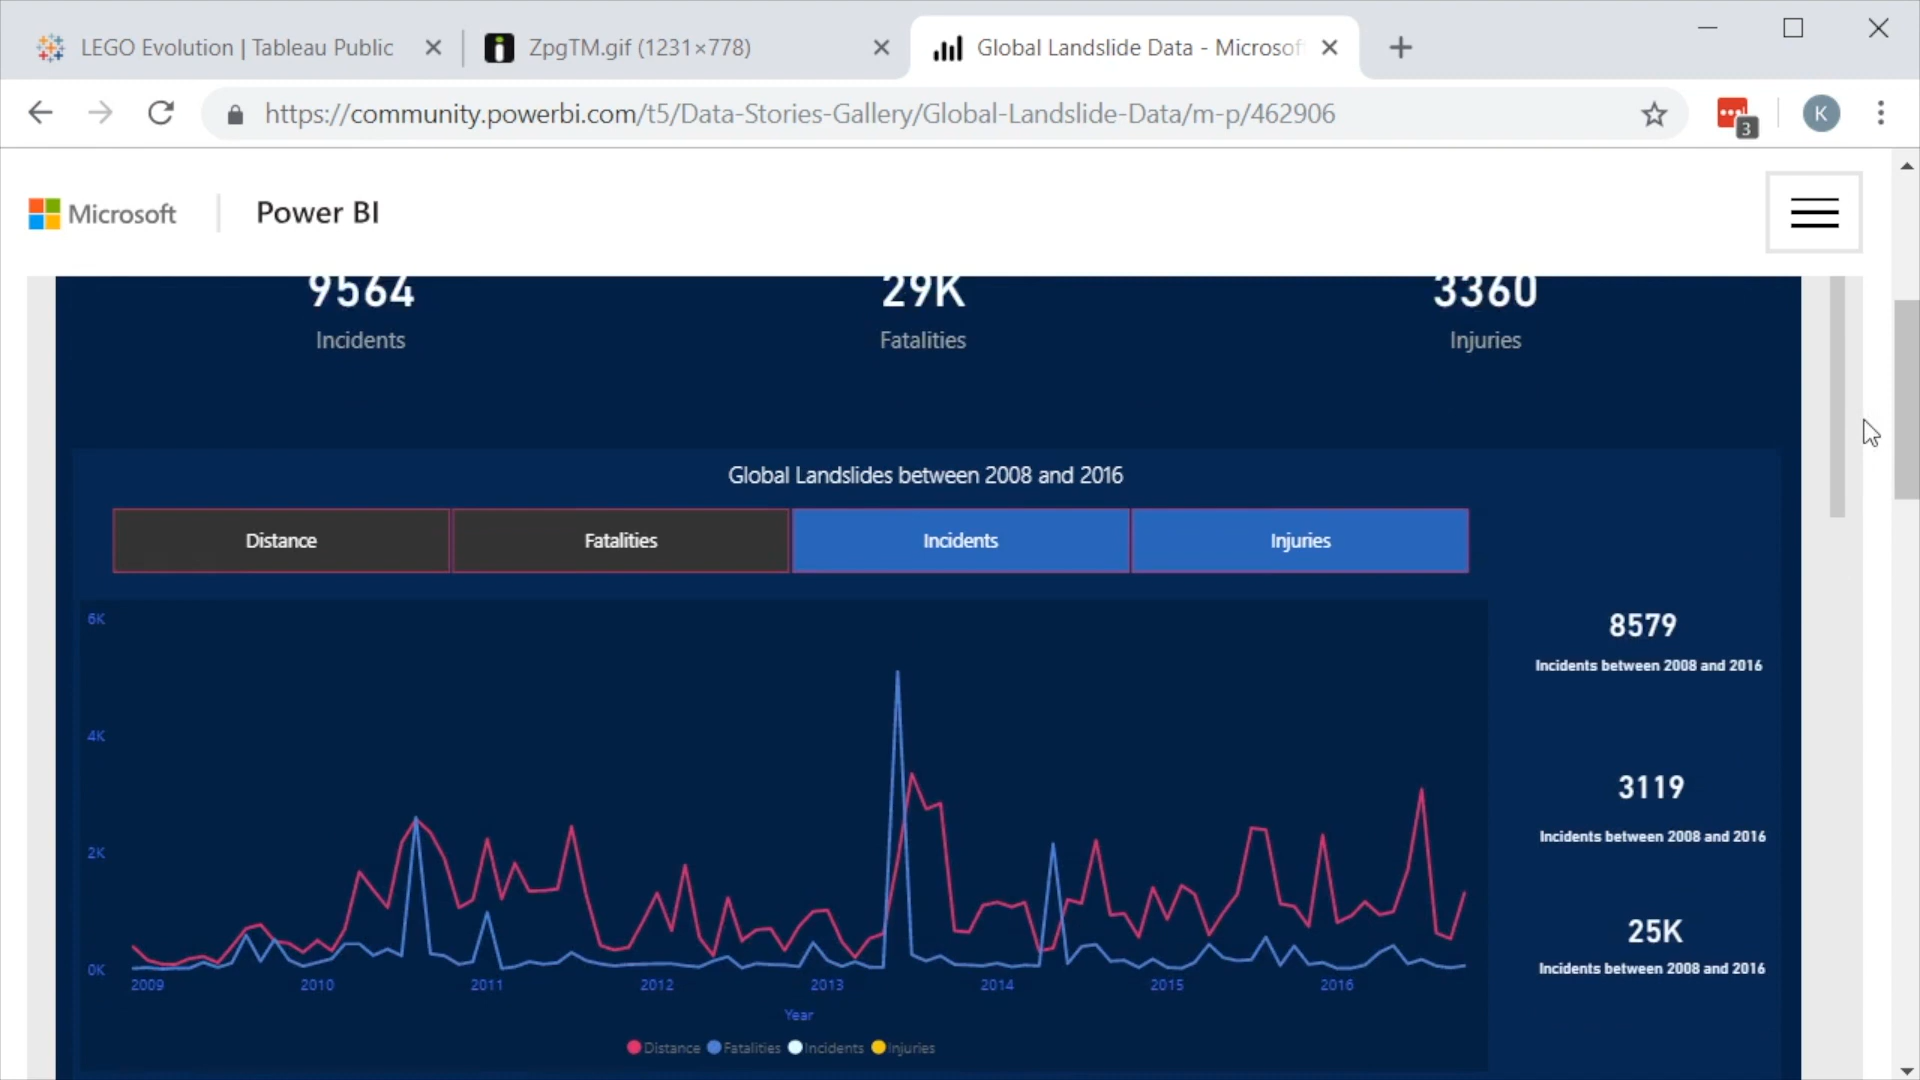 LEGO Evolution | Tableau Public
ZpgTM.gif (1231×778)
Global Landslide Data - Microsof
https://community.powerbi.com/t5/Data-Stories-Gallery/Global-Landslide-Data/m-p/462906
3
K
Microsoft
Power BI
9564
29K
3360
Incidents
Fatalities
Injuries
Global Landslides between 2008 and 2016
Distance
Fatalities
Incidents
Injuries
6K
4K
2K
0K
8579
Incidents between 2008 and 2016
3119
Incidents between 2008 and 2016
25K
Incidents between 2008 and 2016
2009 2010 2011 2012 2013 2014 2015 2016
Year
Distance Fatalities Incidents Injuries